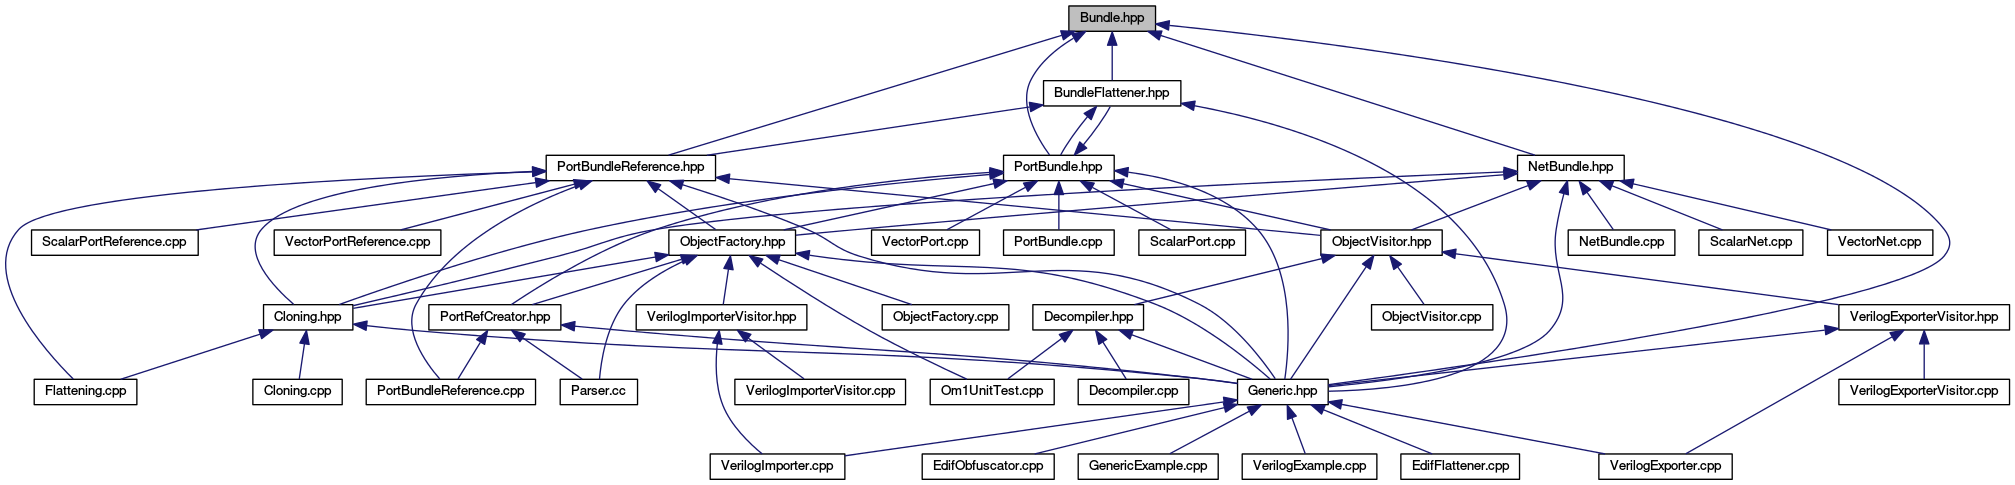 Bundle.hpp
BundleFlattener.hpp
PortBundleReference.hpp
PortBundle.hpp
NetBundle.hpp
ScalarPortReference.cpp
VectorPortReference.cpp
ObjectFactory.hpp
VectorPort.cpp
PortBundle.cpp
ScalarPort.cpp
ObjectVisitor.hpp
NetBundle.cpp
ScalarNet.cpp
VectorNet.cpp
Cloning.hpp
PortRefCreator.hpp
VerilogImporterVisitor.hpp
ObjectFactory.cpp
Decompiler.hpp
ObjectVisitor.cpp
VerilogExporterVisitor.hpp
Flattening.cpp
Cloning.cpp
PortBundleReference.cpp
Parser.cc
VerilogImporterVisitor.cpp
Om1UnitTest.cpp
Decompiler.cpp
Generic.hpp
VerilogExporterVisitor.cpp
VerilogImporter.cpp
EdifObfuscator.cpp
GenericExample.cpp
VerilogExample.cpp
EdifFlattener.cpp
VerilogExporter.cpp